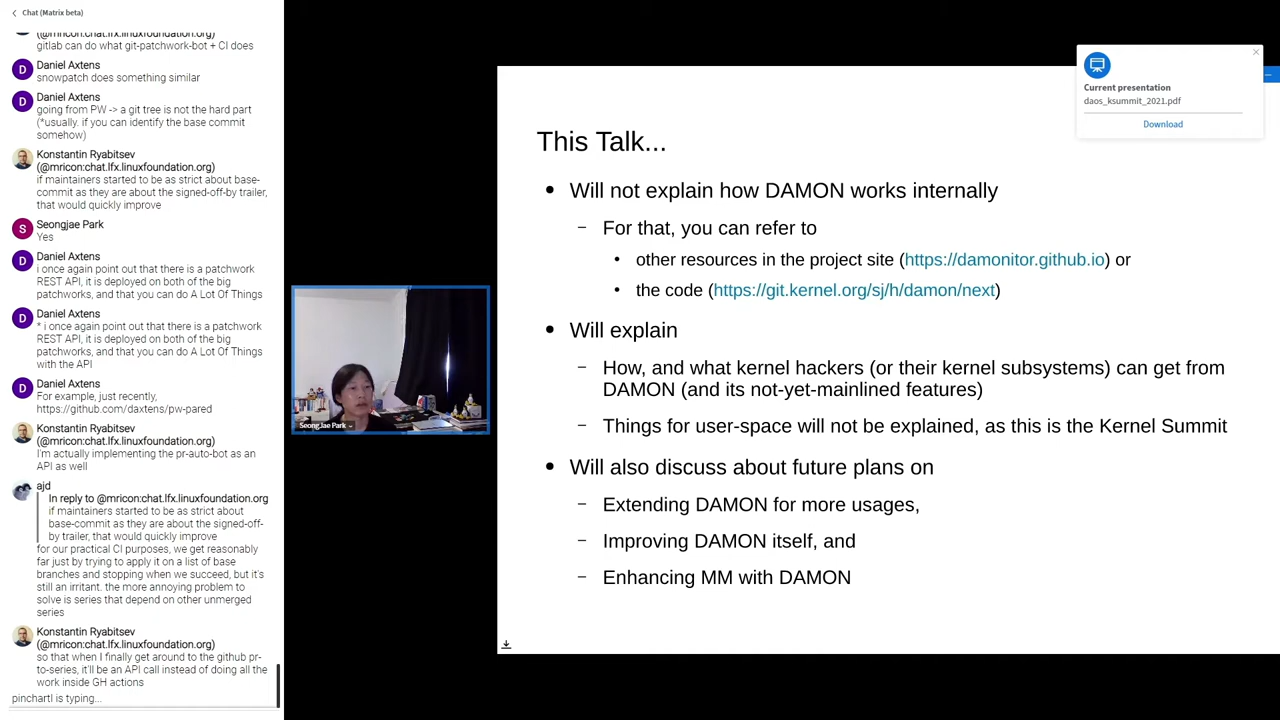 Chat (Matrix beta)
(@mricon:chat.lfx.linuxfoundation.org)
gitlab can do what git-patchwork-bot + CI does
D
Daniel Axtens
snowpatch does something similar
D
Daniel Axtens
going from PW -> a git tree is not the hard part
(*usually. if you can identify the base commit
somehow)
Konstantin Ryabitsev
(@mricon:chat.lfx.linuxfoundation.org)
if maintainers started to be as strict about base-
commit as they are about the signed-off-by trailer,
that would quickly improve
S
Seongjae Park
Yes
D
Daniel Axtens
i once again point out that there is a patchwork
REST API, it is deployed on both of the big
patchworks, and that you can do A Lot Of Things
D
Daniel Axtens
* i once again point out that there is a patchwork
REST API, it is deployed on both of the big
patchworks, and that you can do A Lot Of Things
with the API
D
Daniel Axtens
For example, just recently,
https://github.com/daxtens/pw-pared
Konstantin Ryabitsev
(@mricon:chat.lfx.linuxfoundation.org)
I'm actually implementing the pr-auto-bot as an
API as well
ajd
In reply to @mricon:chat.lfx.linuxfoundation.org
if maintainers started to be as strict about
base-commit as they are about the signed-off-
by trailer, that would quickly improve
for our practical CI purposes, we get reasonably
far just by trying to apply it on a list of base
branches and stopping when we succeed, but it's
still an irritant. the more annoying problem to
solve is series that depend on other unmerged
series
Konstantin Ryabitsev
(@mricon:chat.lfx.linuxfoundation.org)
so that when I finally get around to the github pr-
to-series, it'll be an API call instead of doing all the
work inside GH actions
pinchartl is typing...
SeongJae Park
This Talk...
• Will not explain how DAMON works internally
– For that, you can refer to
• other resources in the project site (https://damonitor.github.io) or
• the code (https://git.kernel.org/sj/h/damon/next)
• Will explain
– How, and what kernel hackers (or their kernel subsystems) can get from
DAMON (and its not-yet-mainlined features)
– Things for user-space will not be explained, as this is the Kernel Summit
• Will also discuss about future plans on
– Extending DAMON for more usages,
– Improving DAMON itself, and
– Enhancing MM with DAMON
Current presentation
daos_ksummit_2021.pdf
Download